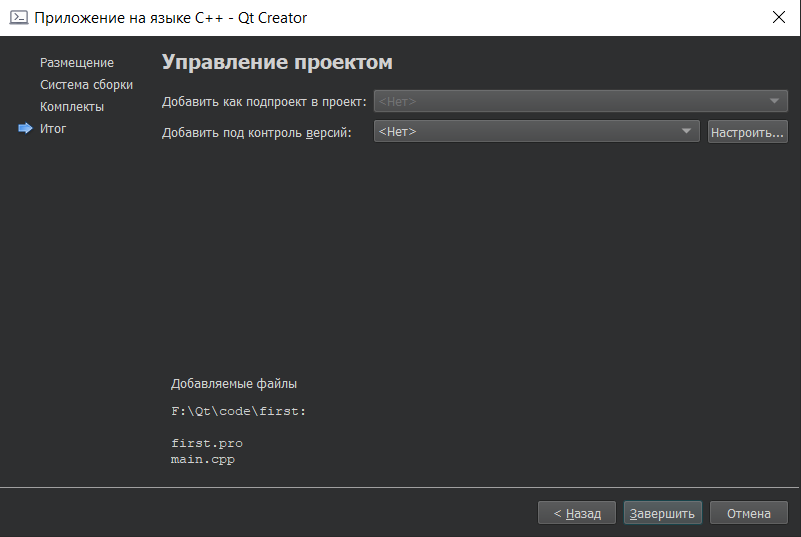 Приложение на языке C++ - Qt Creator
Размещение
Система сборки
Комплекты
Итог
Управление проектом
Добавить как подпроект в проект: <Нет>
Добавить под контроль версий: <Нет> Настроить...
Добавляемые файлы
F:\Qt\code\first:
first.pro
main.cpp
< Назад Завершить Отмена